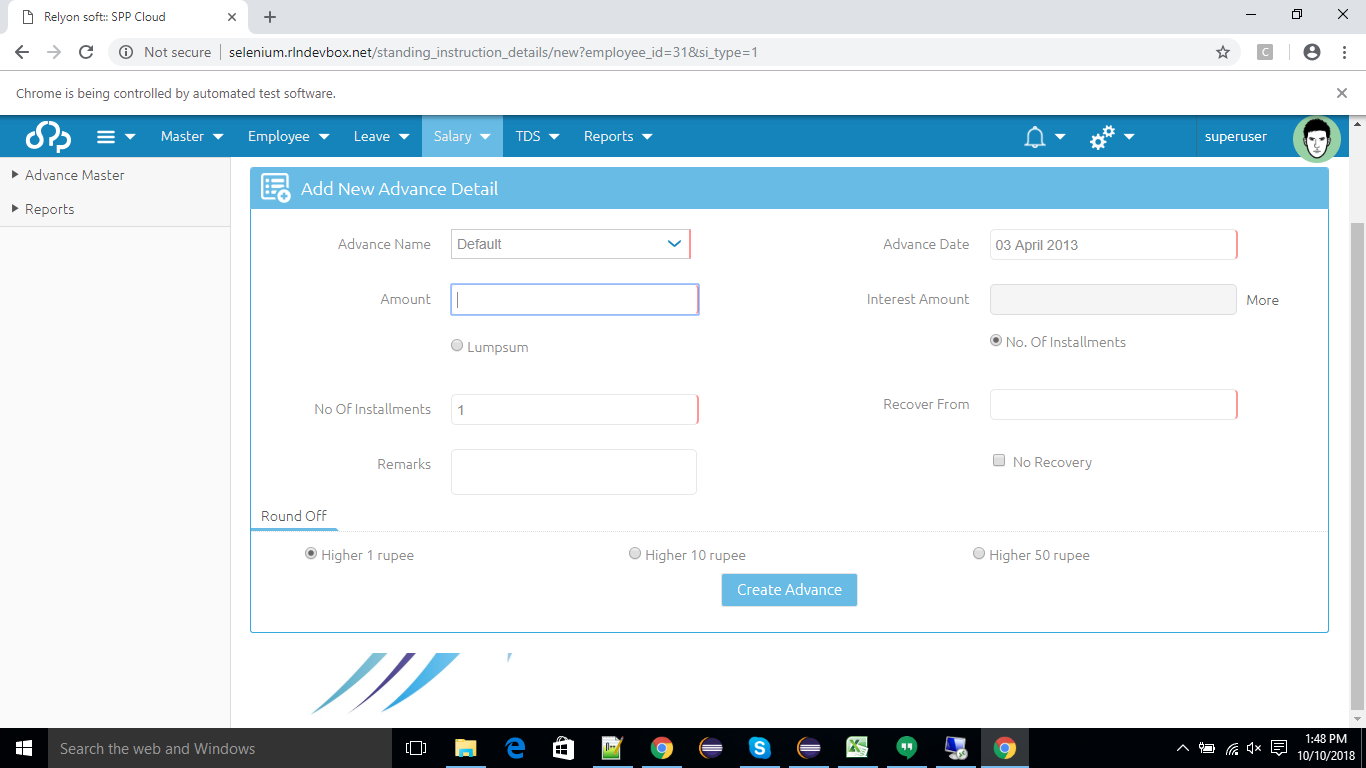 Relyon soft:: SPP Cloud
Not secure
selenium.rlndevbox.net/standing_instruction_details/new?employee_id=31&si_type=1
C
Chrome is being controlled by automated test software.
Master Employee Leave Salary TDS Reports superuser
Advance Master
Reports
Add New Advance Detail
Advance Name Default Advance Date 03 April 2013
Amount Interest Amount More
Lumpsum No. Of Installments
No Of Installments 1 Recover From
Remarks No Recovery
Round Off
Higher 1 rupee Higher 10 rupee Higher 50 rupee
Create Advance
Search the web and Windows
1:48 PM
10/10/2018